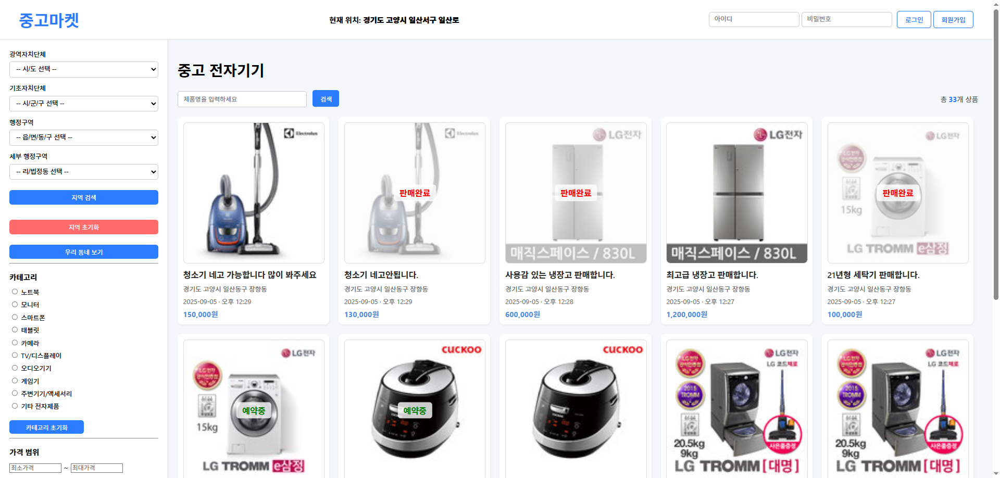 중고마켓
현재 위치: 경기도 고양시 일산서구 일산로
아이디
비밀번호
로그인
회원가입
광역자치단체
-- 시/도 선택 --
기초자치단체
-- 시/군/구 선택 --
행정구역
-- 읍/면/동/구 선택 --
세부 행정구역
-- 리/법정동 선택 --
지역 검색
지역 초기화
우리 동네 보기
카테고리
노트북
모니터
스마트폰
태블릿
카메라
TV/디스플레이
오디오기기
게임기
주변기기/액세서리
기타 전자제품
카테고리 초기화
가격 범위
최소가격 ~ 최대가격
중고 전자기기
제품명을 입력하세요
검색
총 33개 상품
Electrolux
청소기 네고 가능합니다 많이 봐주세요
경기도 고양시 일산동구 장항동
2025-09-05 · 오후 12:29
150,000원
Electrolux
판매완료
청소기 네고안됩니다.
경기도 고양시 일산동구 장항동
2025-09-05 · 오후 12:29
130,000원
LG전자
판매완료
매직스페이스 / 830L
사용감 있는 냉장고 판매합니다.
경기도 고양시 일산동구 장항동
2025-09-05 · 오후 12:28
600,000원
LG전자
매직스페이스 / 830L
최고급 냉장고 판매합니다.
경기도 고양시 일산동구 장항동
2025-09-05 · 오후 12:27
1,200,000원
LG전자
판매완료
15kg
LG TROMM e삼정
21년형 세탁기 판매합니다.
경기도 고양시 일산동구 장항동
2025-09-05 · 오후 12:27
100,000원
LG전자
예약중
15kg
LG TROMM e삼정
CUCKOO
예약중
CUCKOO
LG전자
LG 코드제로
2015
TROMM
20.5kg
9kg
사은품증정
LG TROMM [대명]
LG전자
LG 코드제로
2015
TROMM
20.5kg
9kg
사은품증정
LG TROMM [대명]